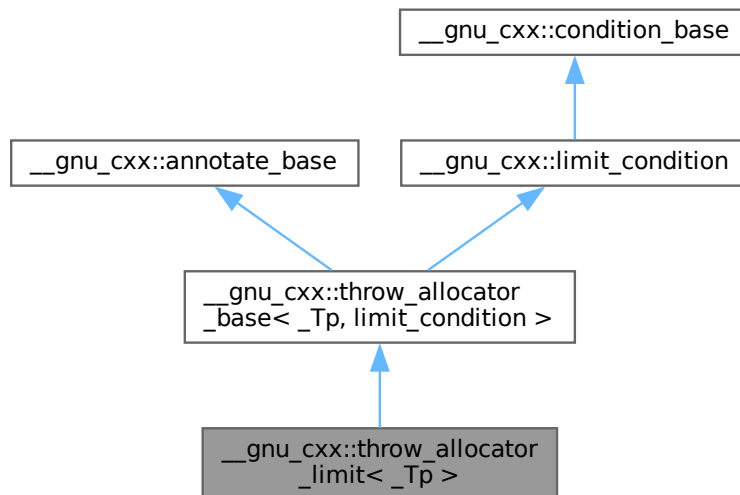 __gnu_cxx::condition_base
__gnu_cxx::annotate_base
__gnu_cxx::limit_condition
__gnu_cxx::throw_allocator
_base< _Tp, limit_condition >
__gnu_cxx::throw_allocator
_limit< _Tp >